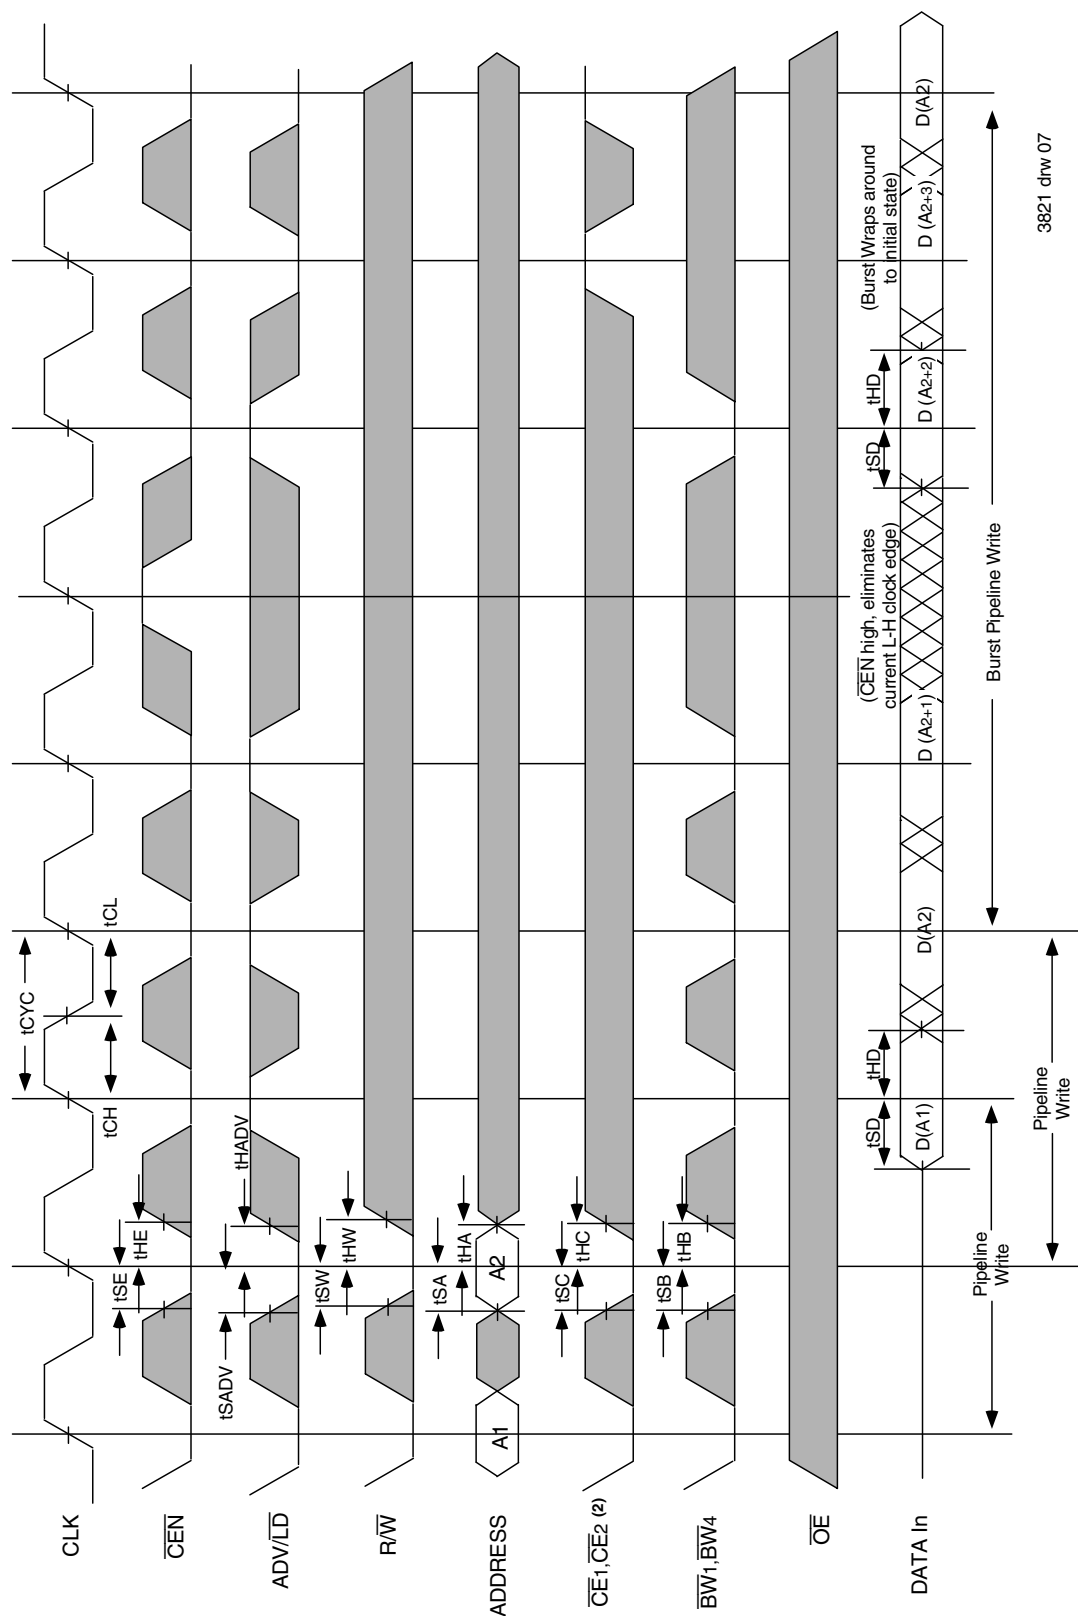 tCYC
tCH
tCL
CLK
tSE
tHE
CEN
tSADV
tHADV
ADV/LD
tSW
tHW
R/W
tSA
tHA
A1
A2
ADDRESS
tSC
tHC
CE1,CE2 (2)
tSB
tHB
BW1,BW4
OE
(CEN high, eliminates
current L-H clock edge)
(Burst Wraps around
to initial state)
tSD
tHD
tSD
tHD
DATA In
D(A1)
D(A2)
D (A2+1)
D (A2+2)
D (A2+3)
D(A2)
Pipeline
Write
Pipeline
Write
Burst Pipeline Write
3821 drw 07